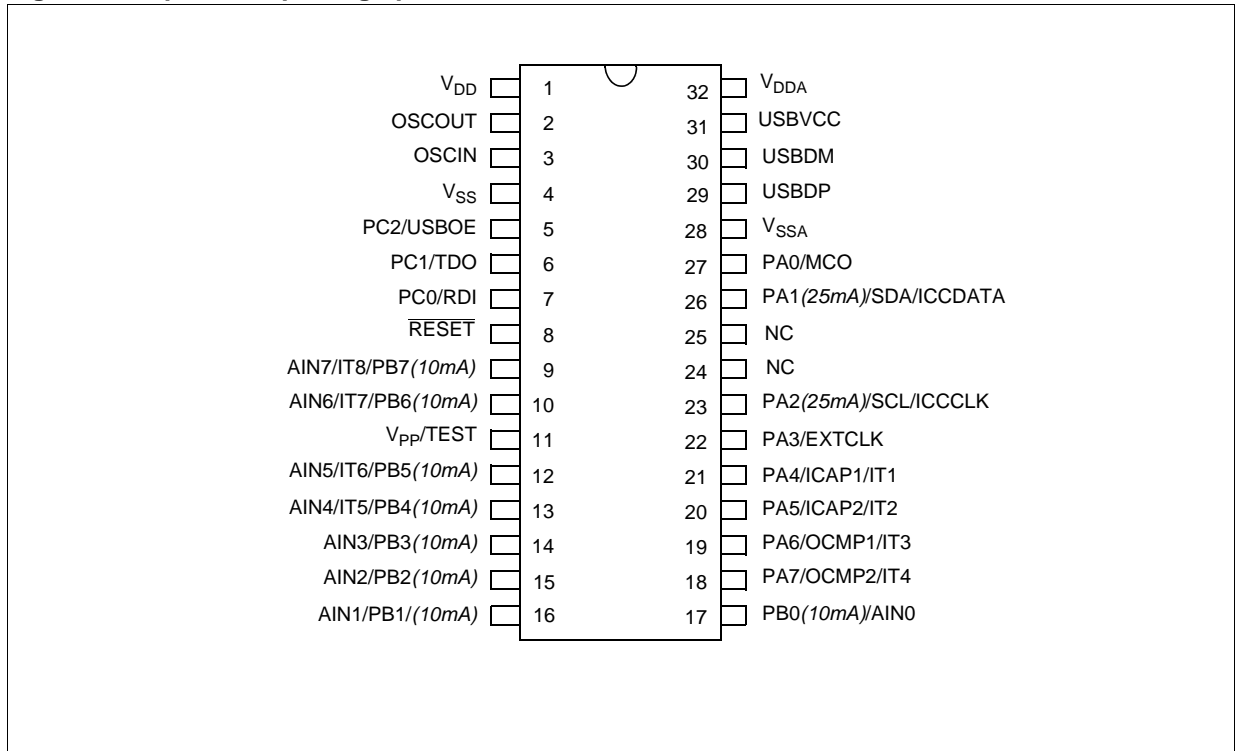 V_DD 1 32 V_DDA
OSCOUT 2 31 USBVCC
OSCIN 3 30 USBDM
V_SS 4 29 USBDP
PC2/USBOE 5 28 V_SSA
PC1/TDO 6 27 PA0/MCO
PC0/RDI 7 26 PA1(25mA)/SDA/ICCDATA
RESET 8 25 NC
AIN7/IT8/PB7(10mA) 9 24 NC
AIN6/IT7/PB6(10mA) 10 23 PA2(25mA)/SCL/ICCCLK
V_PP/TEST 11 22 PA3/EXTCLK
AIN5/IT6/PB5(10mA) 12 21 PA4/ICAP1/IT1
AIN4/IT5/PB4(10mA) 13 20 PA5/ICAP2/IT2
AIN3/PB3(10mA) 14 19 PA6/OCMP1/IT3
AIN2/PB2(10mA) 15 18 PA7/OCMP2/IT4
AIN1/PB1/(10mA) 16 17 PB0(10mA)/AIN0